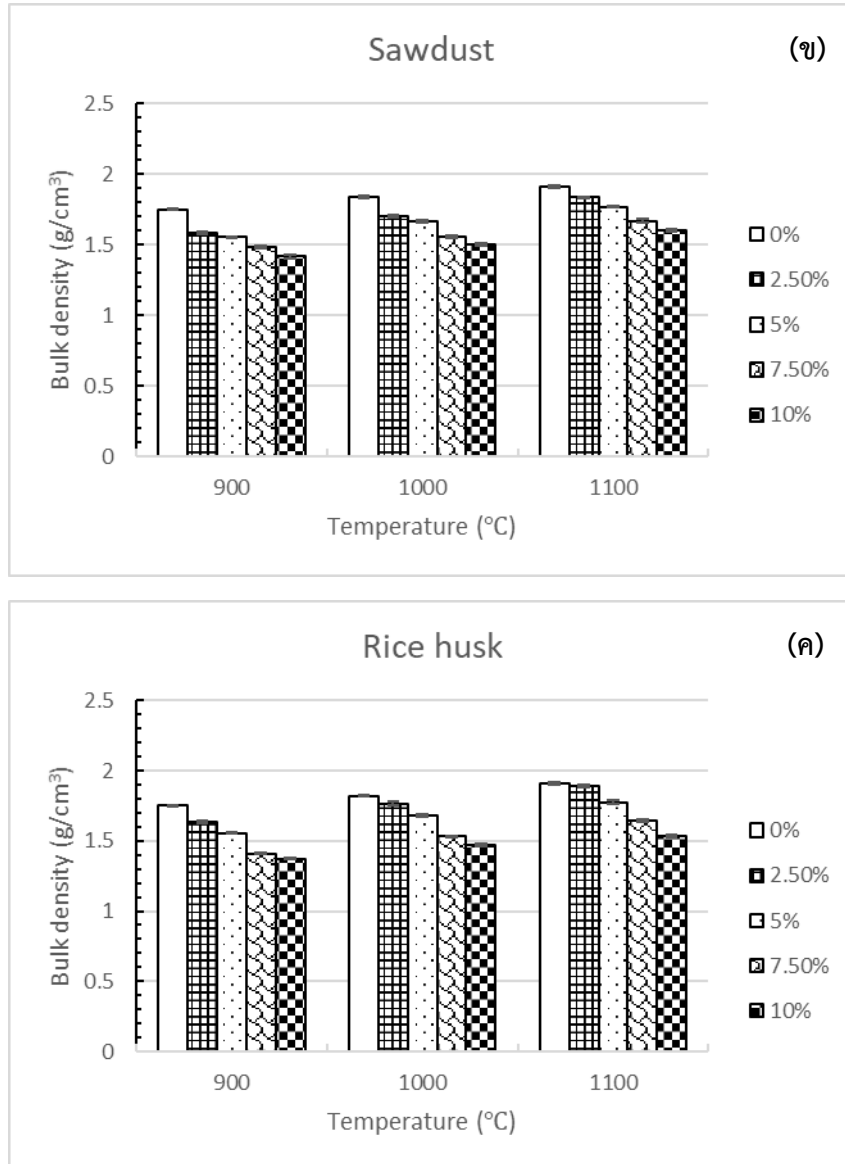 Sawdust
(ข)
2.5
2
1.5
1
0.5
0
Bulk density (g/cm³)
900 1000 1100
Temperature (°C)
0%
2.50%
5%
7.50%
10%
Rice husk
(ค)
2.5
2
1.5
1
0.5
0
Bulk density (g/cm³)
900 1000 1100
Temperature (°C)
0%
2.50%
5%
7.50%
10%